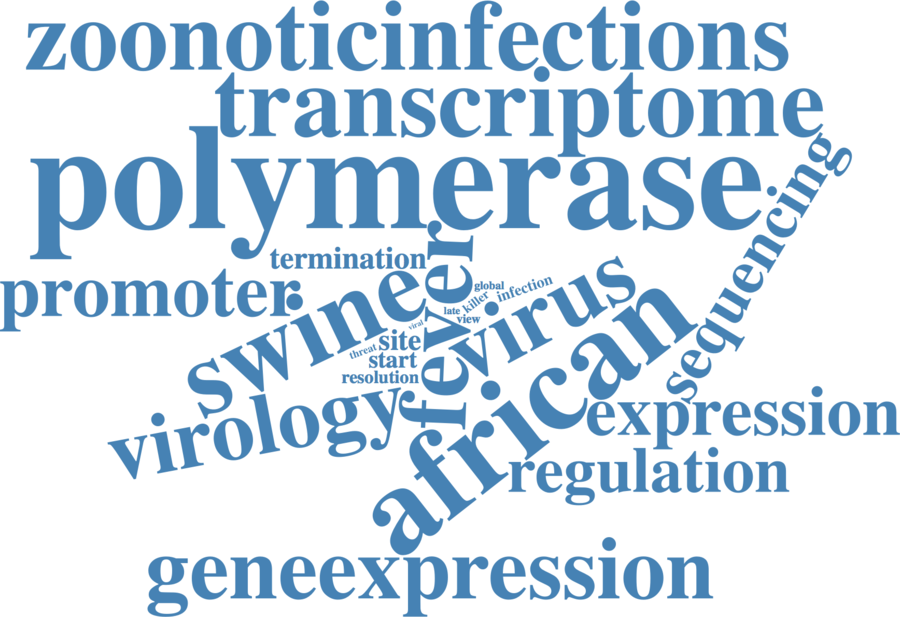 zoonoticinfections
transcriptome
polymerase
sequencing
fever
termination
promoter
swine
virus
global
killer
infection
late
view
viral
site
threat
start
resolution
african
virology
expression
regulation
geneexpression